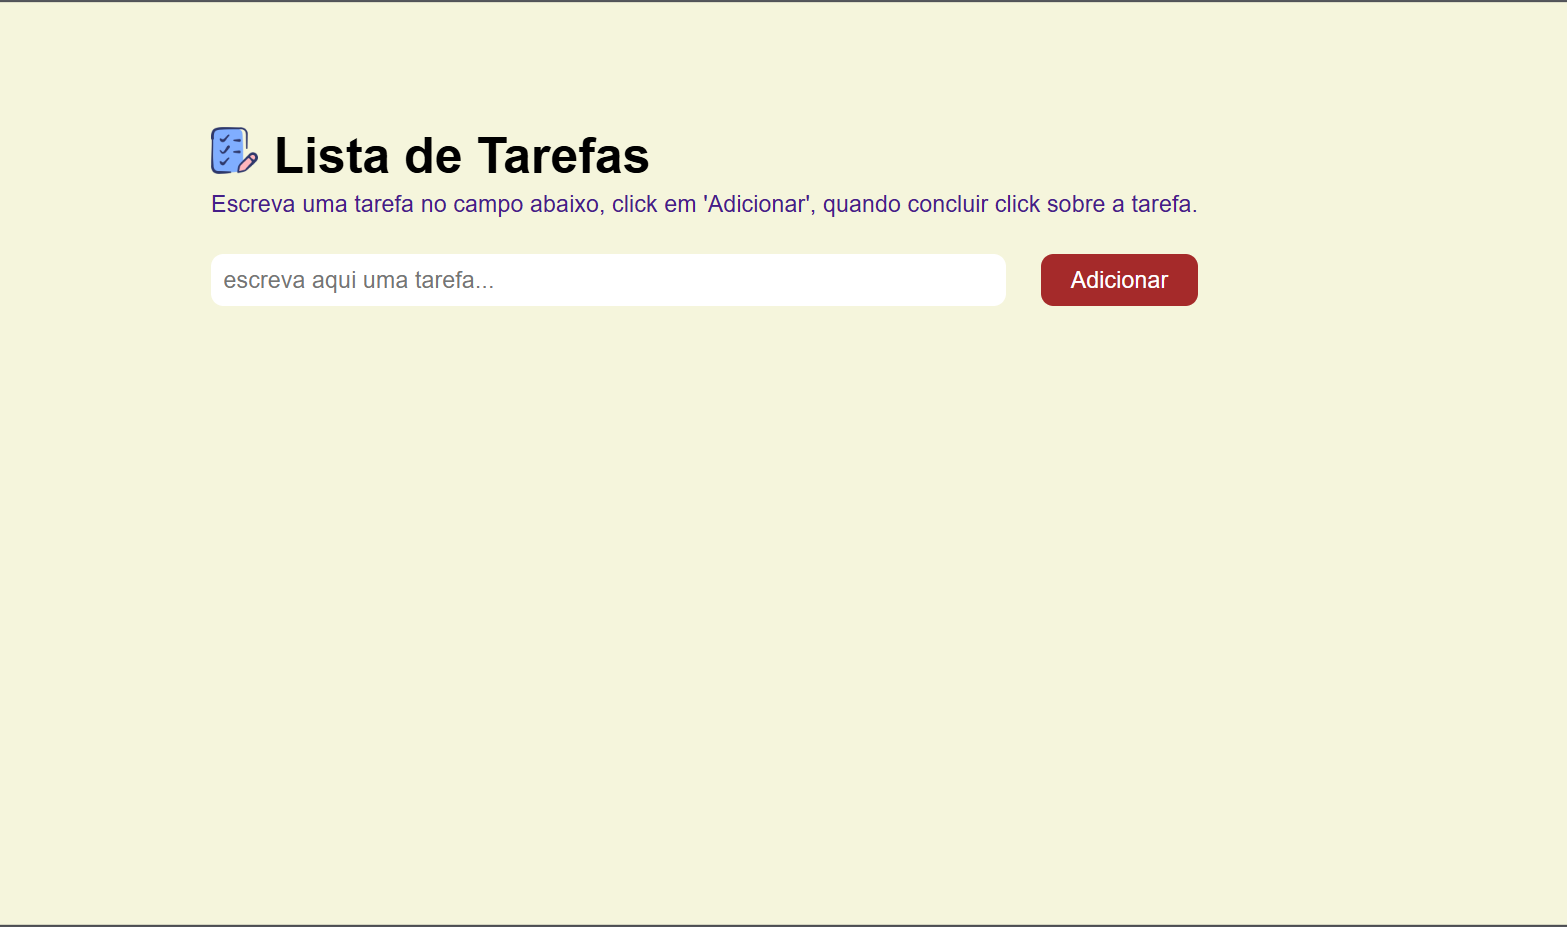 Lista de Tarefas
Escreva uma tarefa no campo abaixo, click em 'Adicionar', quando concluir click sobre a tarefa.
escreva aqui uma tarefa...
Adicionar